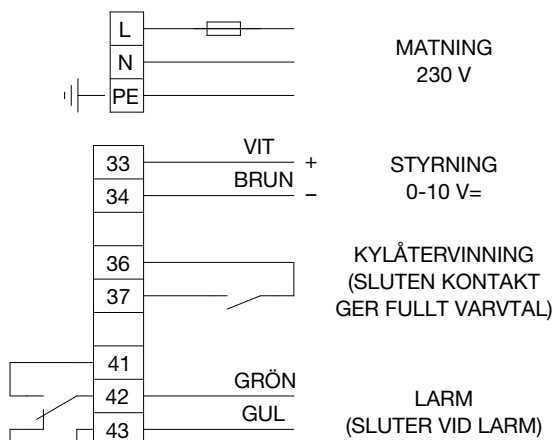 L
N
PE
MATNING
230 V
33
VIT
+
34
BRUN
–
STYRNING
0-10 V=
36
37
KYLÅTERVINNING
(SLUTEN KONTAKT
GER FULLT VARVTAL)
41
42
GRÖN
43
GUL
LARM
(SLUTER VID LARM)